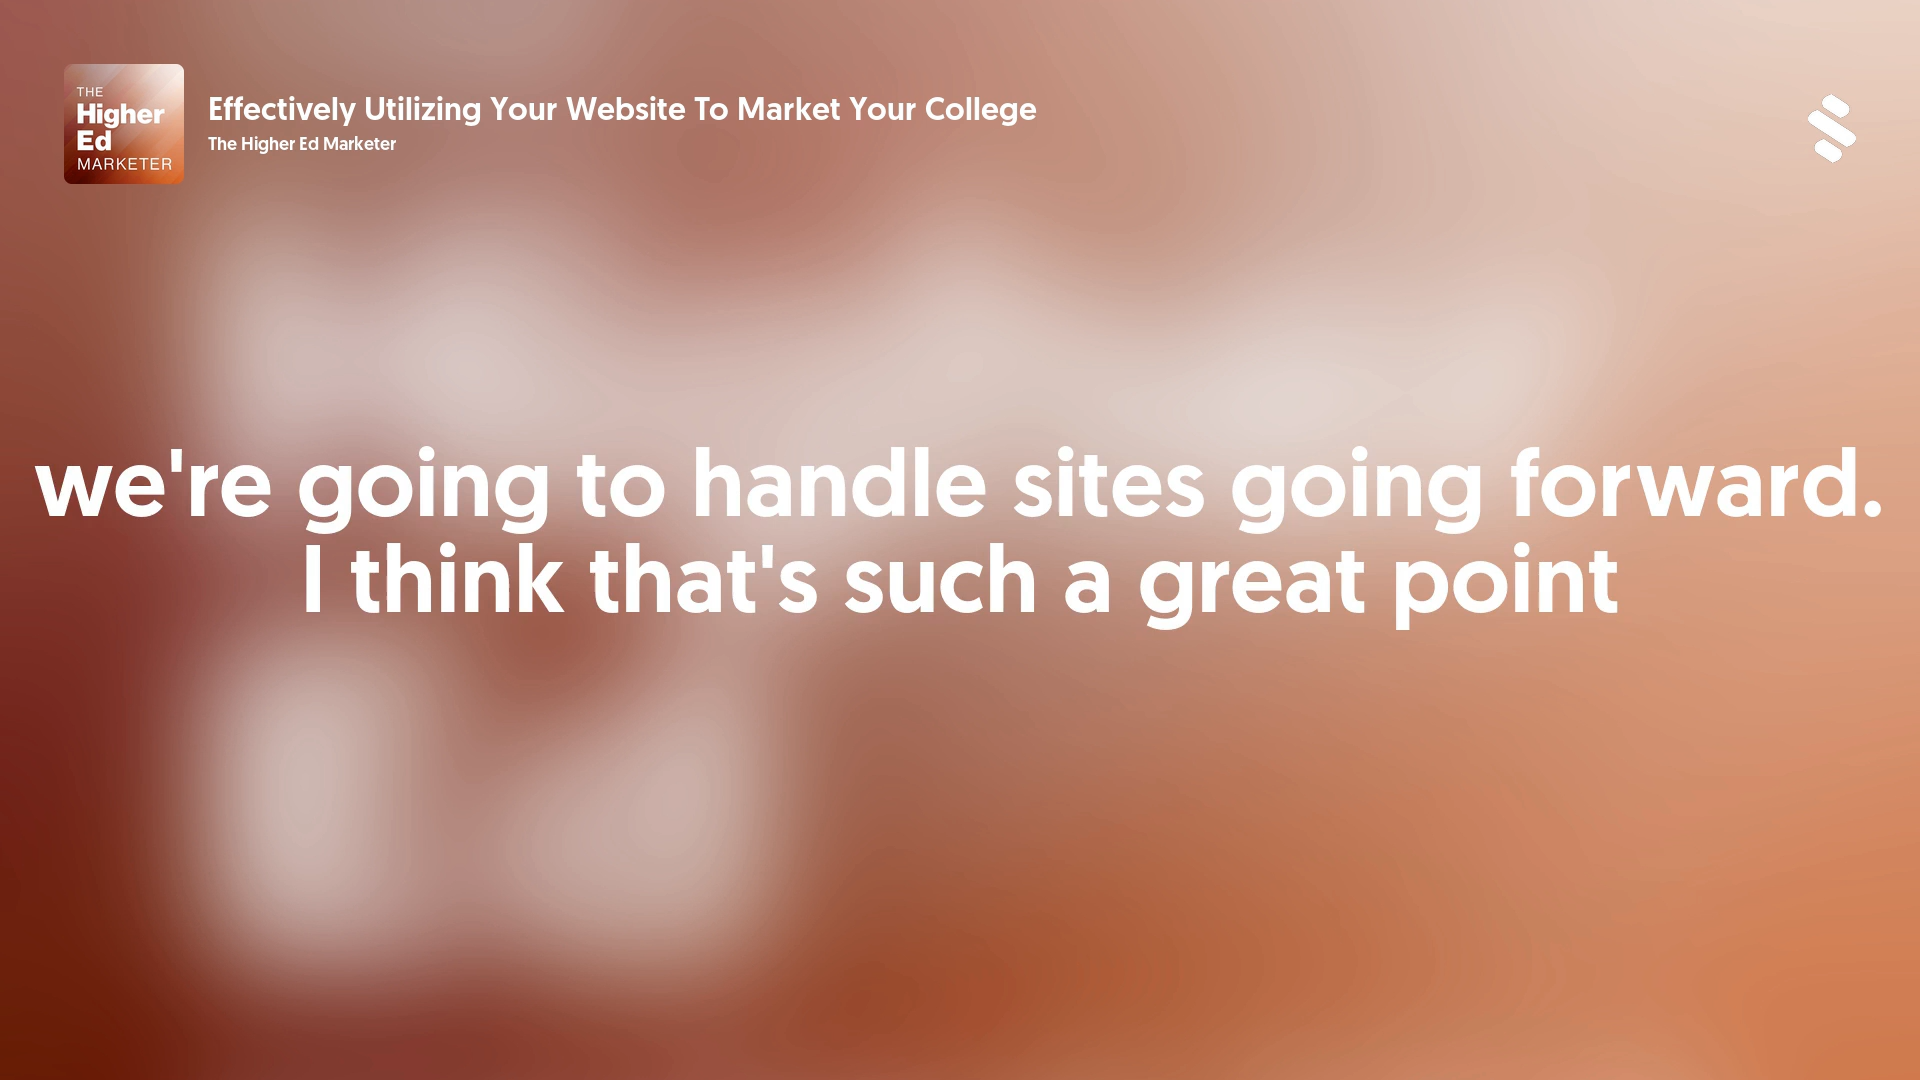 THE
Higher
Ed
MARKETER
Effectively Utilizing Your Website To Market Your College
The Higher Ed Marketer
we're going to handle sites going forward.
I think that's such a great point